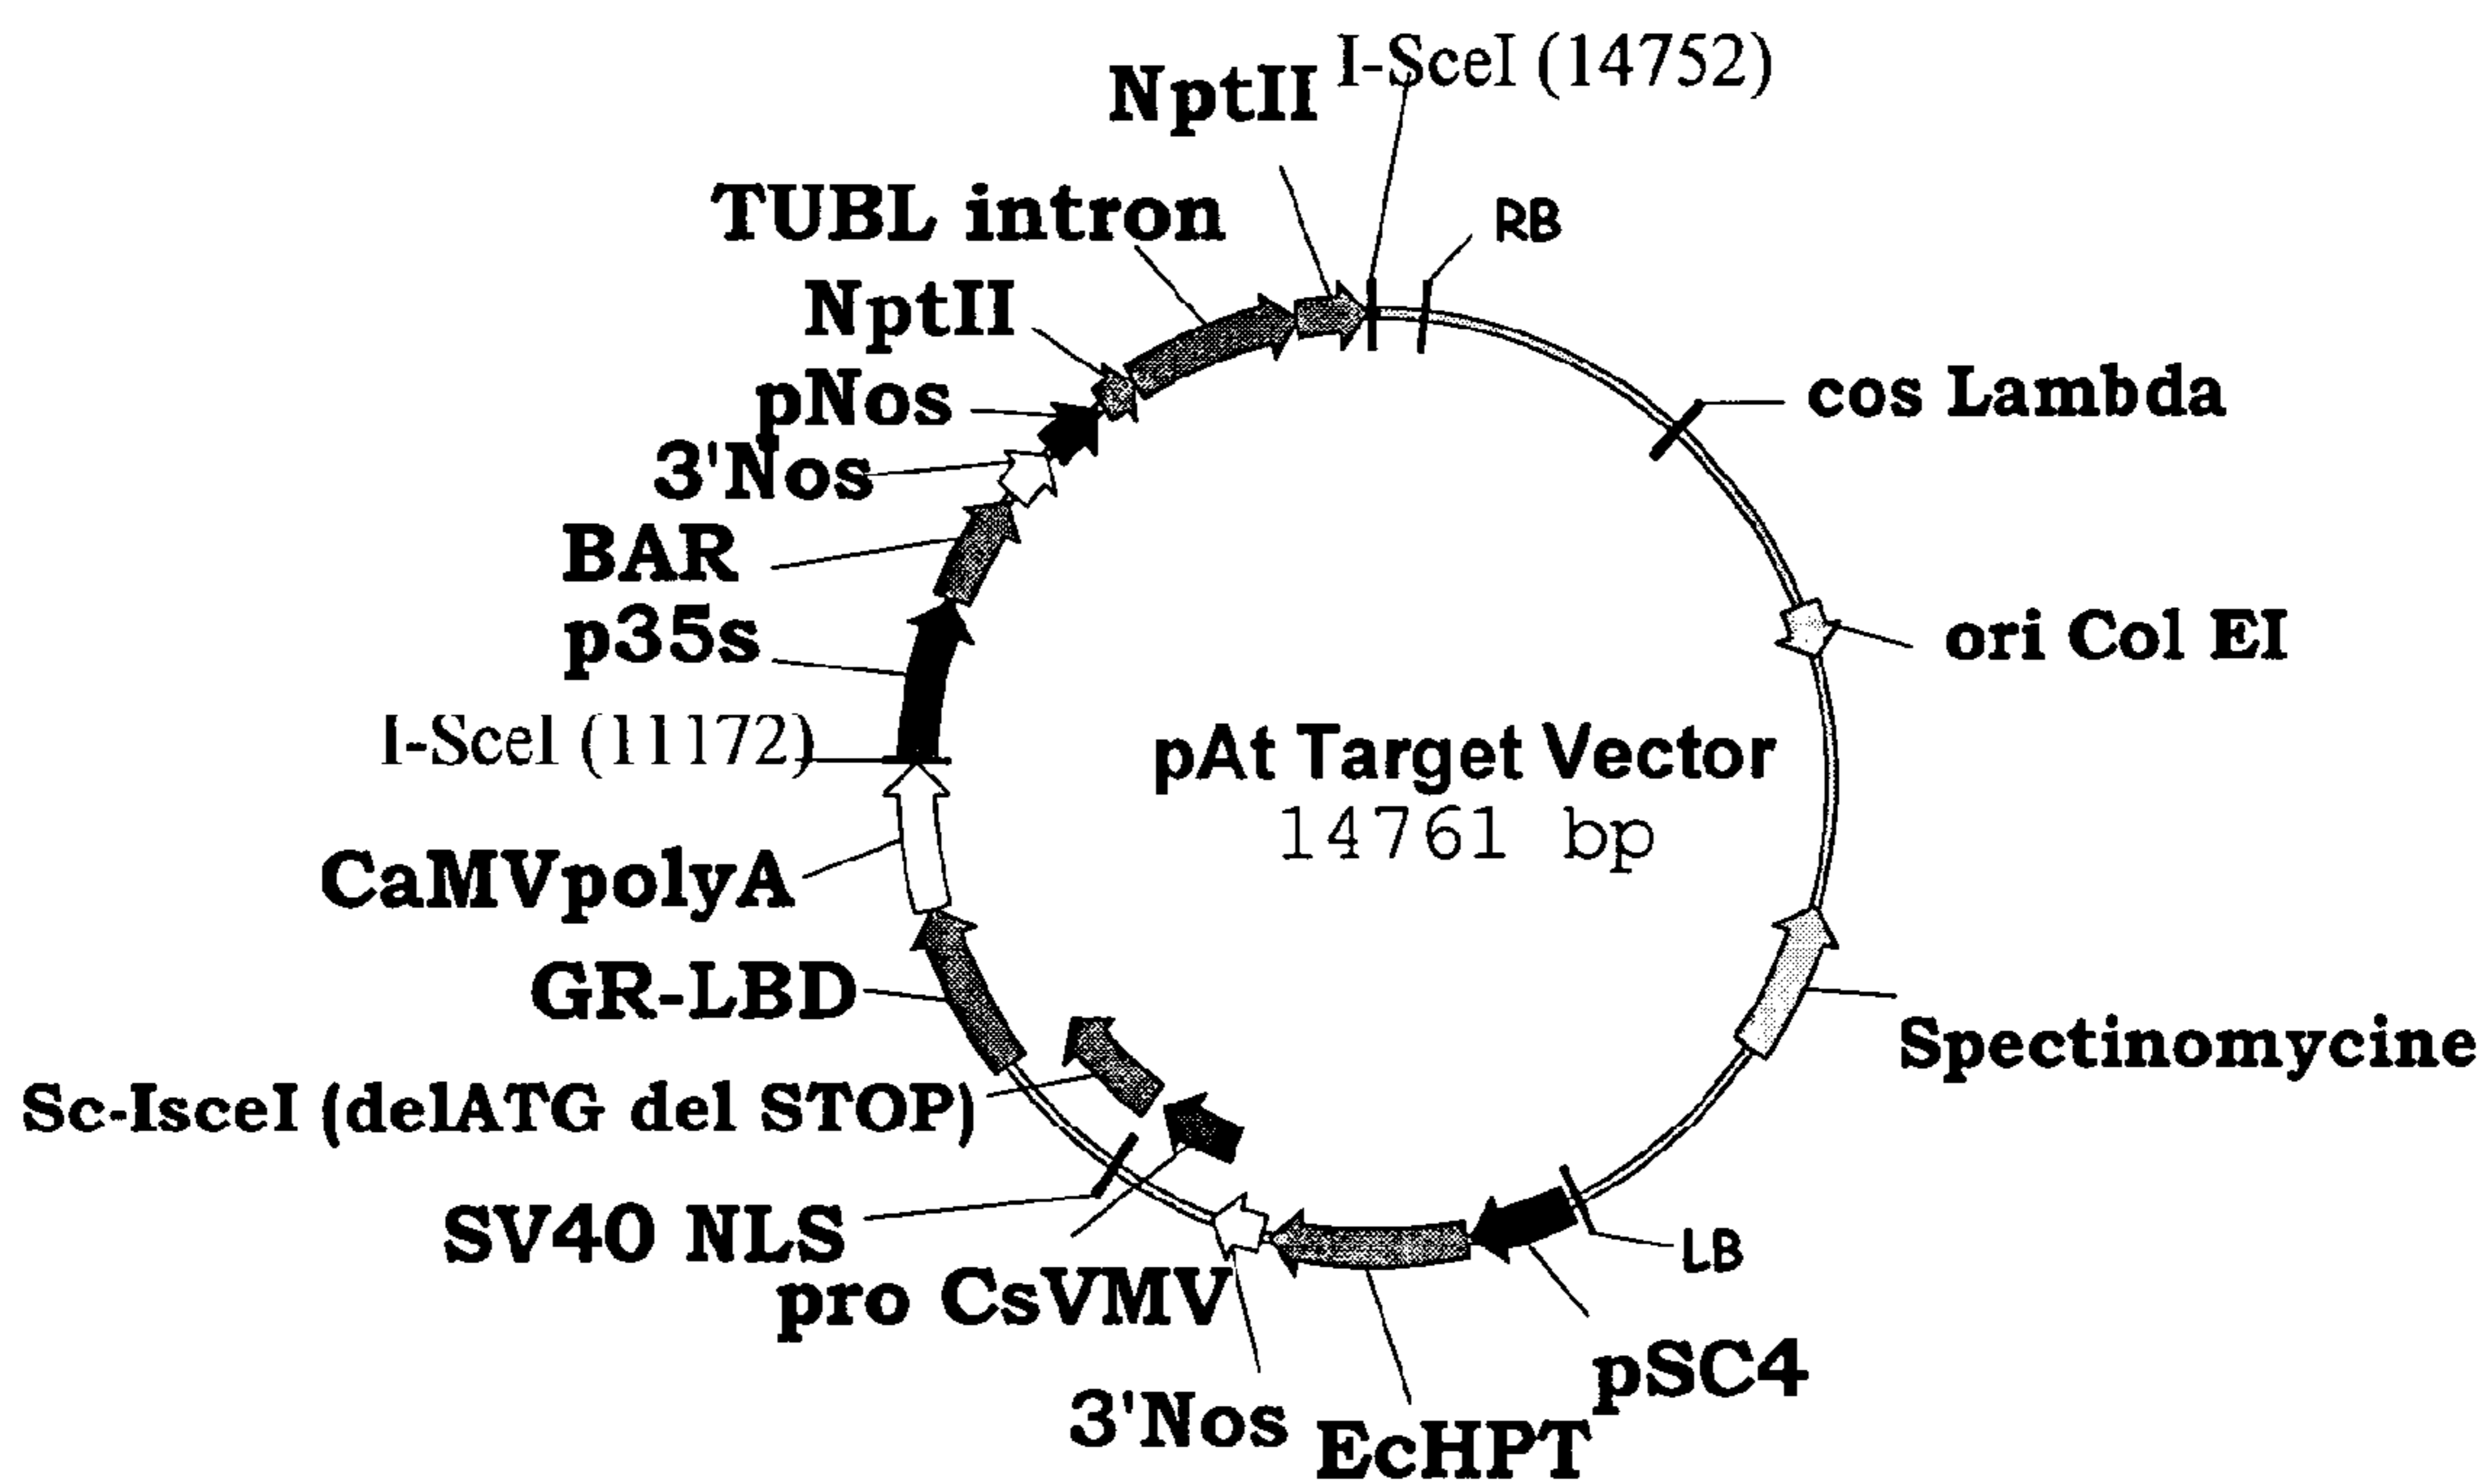 I-SceI (14752)
NptII
TUBL intron
RB
NptII
pNos
cos Lambda
3'Nos
BAR
p35s
ori Col EI
I-SceI (11172)
pAt Target Vector
14761 bp
CaMVpolyA
GR-LBD
Spectinomycine
Sc-IsceI (delATG del STOP)
SV40 NLS
LB
pro CsVMV
pSC4
3'Nos
EcHPT